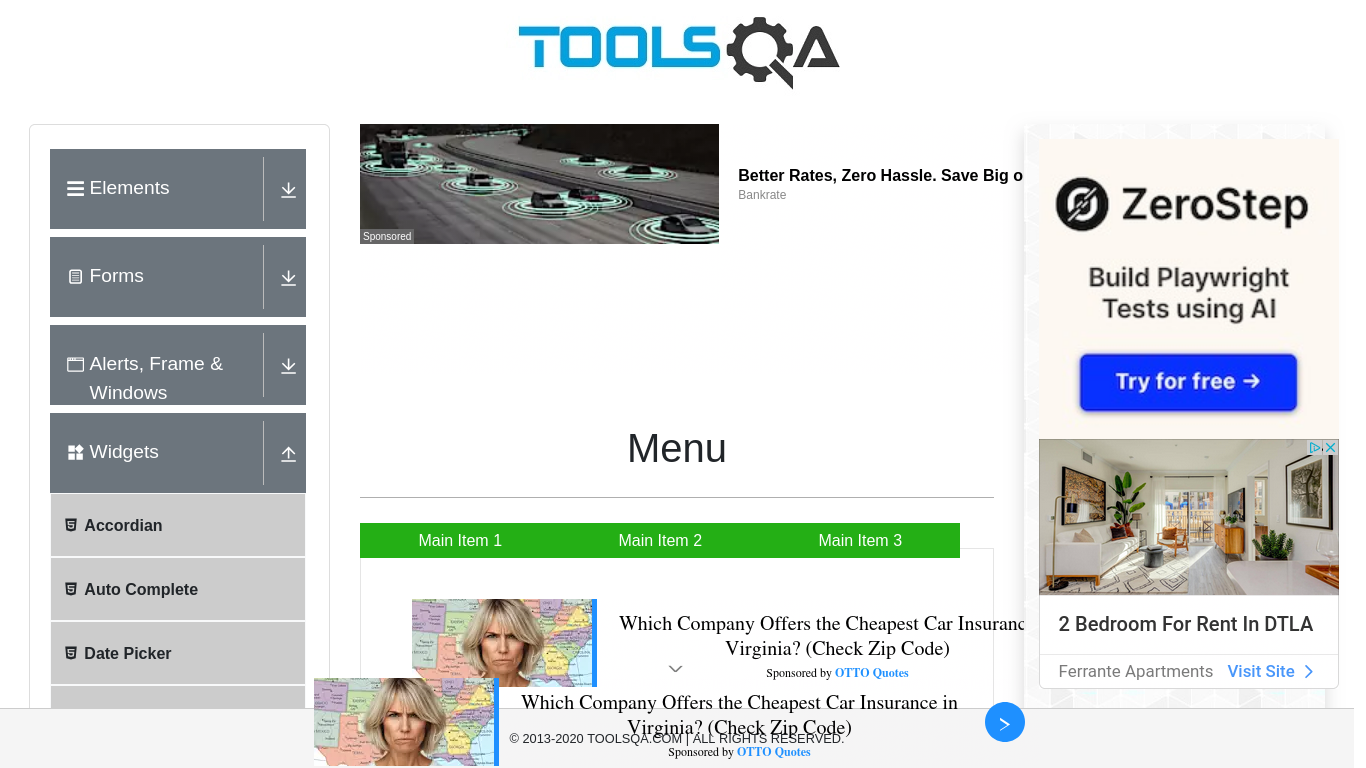 TOOLSQA
Elements
Forms
Alerts, Frame &
Windows
Widgets
Accordian
Auto Complete
Date Picker
Sponsored
Better Rates, Zero Hassle. Save Big o
Bankrate
Menu
Main Item 1
Main Item 2
Main Item 3
Which Company Offers the Cheapest Car Insuranc
Virginia? (Check Zip Code)
Sponsored by OTTO Quotes
Which Company Offers the Cheapest Car Insurance in
Virginia? (Check Zip Code)
Sponsored by OTTO Quotes
© 2013-2020 TOOLSQA.COM | ALL RIGHTS RESERVED.
ZeroStep
Build Playwright
Tests using AI
Try for free →
2 Bedroom For Rent In DTLA
Ferrante Apartments Visit Site